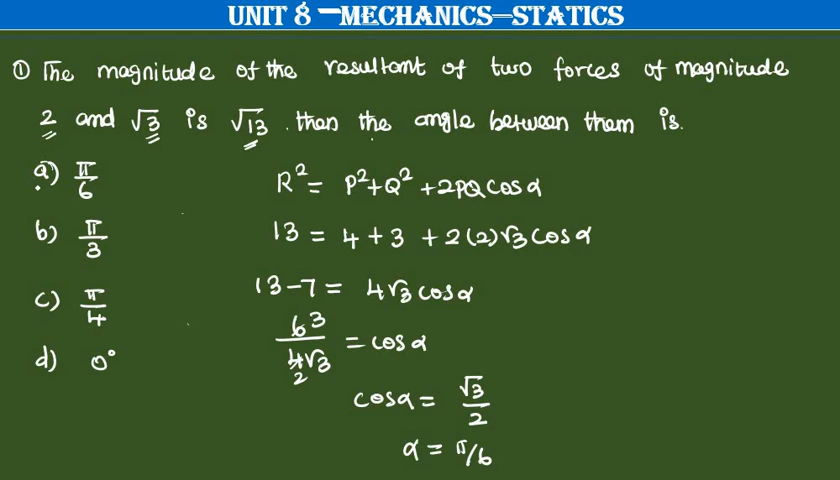 UNIT 8 – MECHANICS–STATICS
① The magnitude of the resultant of two forces of magnitude
2 and √3 is √13 . then the angle between them is.
a) π/6
b) π/3
c) π/4
d) 0°
R² = P² + Q² + 2PQ cos α
13 = 4 + 3 + 2(2)√3 cos α
13 – 7 = 4√3 cos α
6 3 / 4√3 2 = cos α
cos α = √3/2
α = π/6